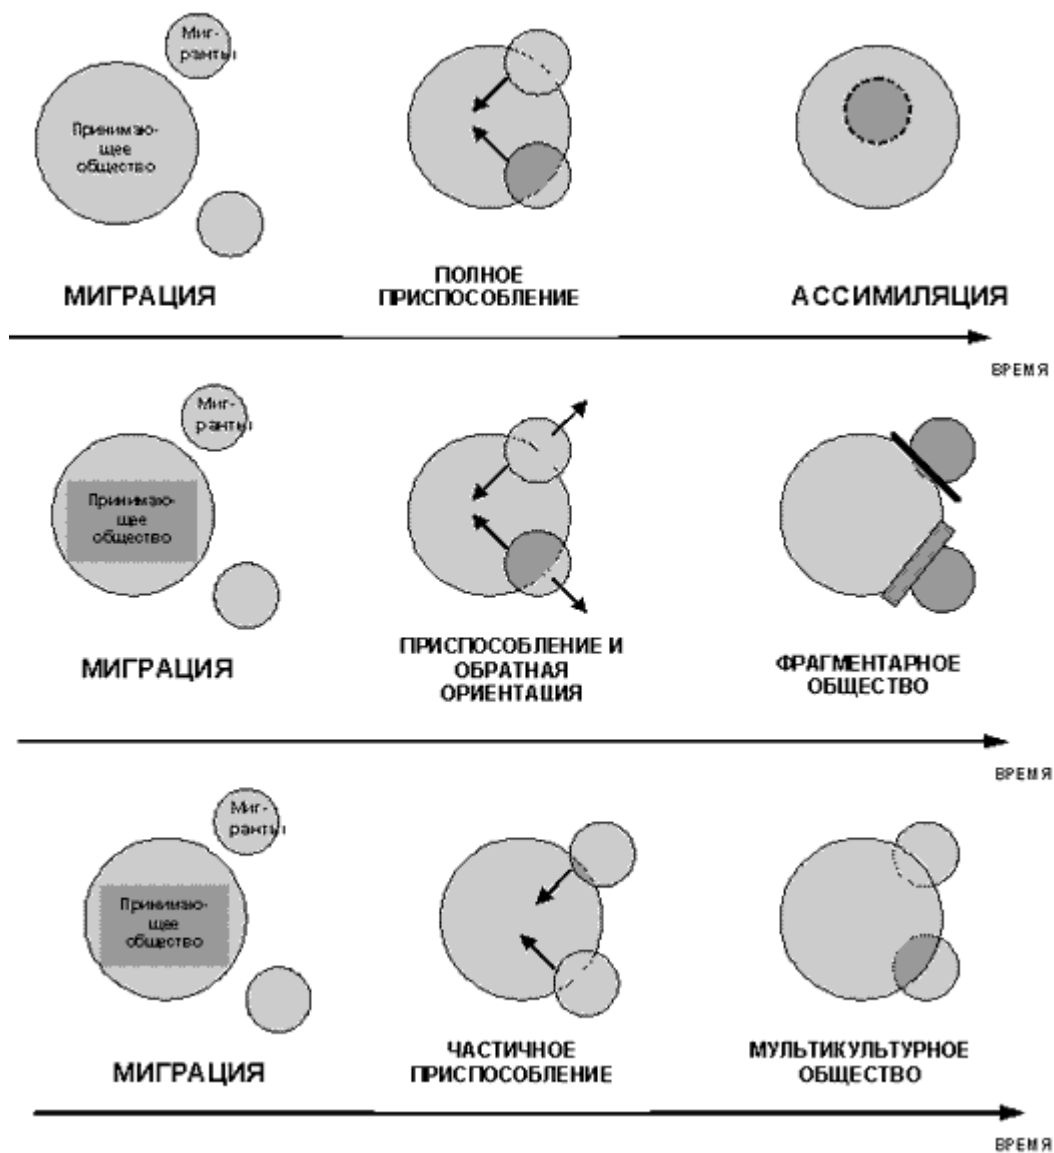 Миг-
ранты
Принимаю-
щее
общество
МИГРАЦИЯ
ПОЛНОЕ
ПРИСПОСОБЛЕНИЕ
АССИМИЛЯЦИЯ
ВРЕМЯ
Миг-
ранты
Принимаю-
щее
общество
МИГРАЦИЯ
ПРИСПОСОБЛЕНИЕ И
ОБРАТНАЯ
ОРИЕНТАЦИЯ
ФРАГМЕНТАРНОЕ
ОБЩЕСТВО
ВРЕМЯ
Миг-
ранты
Принимаю-
щее
общество
МИГРАЦИЯ
ЧАСТИЧНОЕ
ПРИСПОСОБЛЕНИЕ
МУЛЬТИКУЛЬТУРНОЕ
ОБЩЕСТВО
ВРЕМЯ